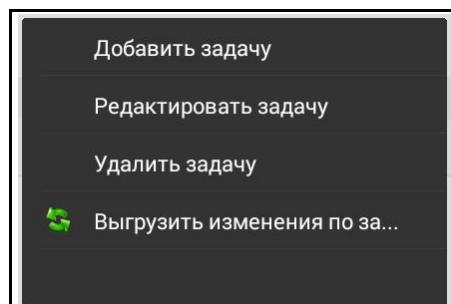 Добавить задачу
Редактировать задачу
Удалить задачу
Выгрузить изменения по за...